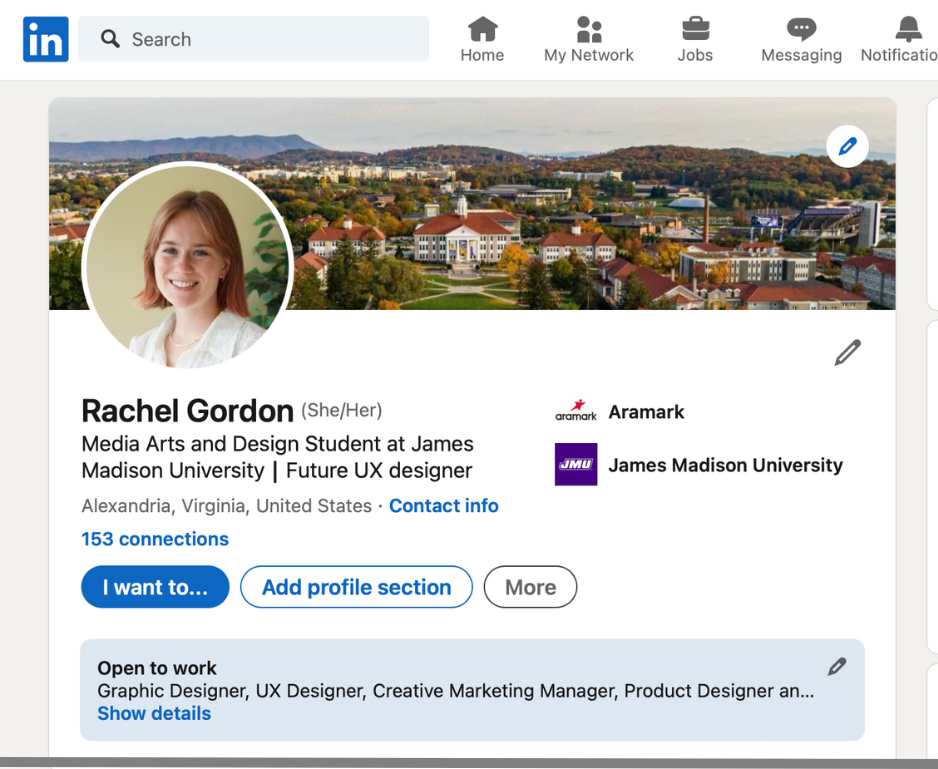 in
Search
Home
My Network
Jobs
Messaging
Notificatio
Rachel Gordon (She/Her)
Media Arts and Design Student at James
Madison University | Future UX designer
Alexandria, Virginia, United States · Contact info
153 connections
aramark Aramark
JMU James Madison University
I want to...
Add profile section
More
Open to work
Graphic Designer, UX Designer, Creative Marketing Manager, Product Designer an...
Show details